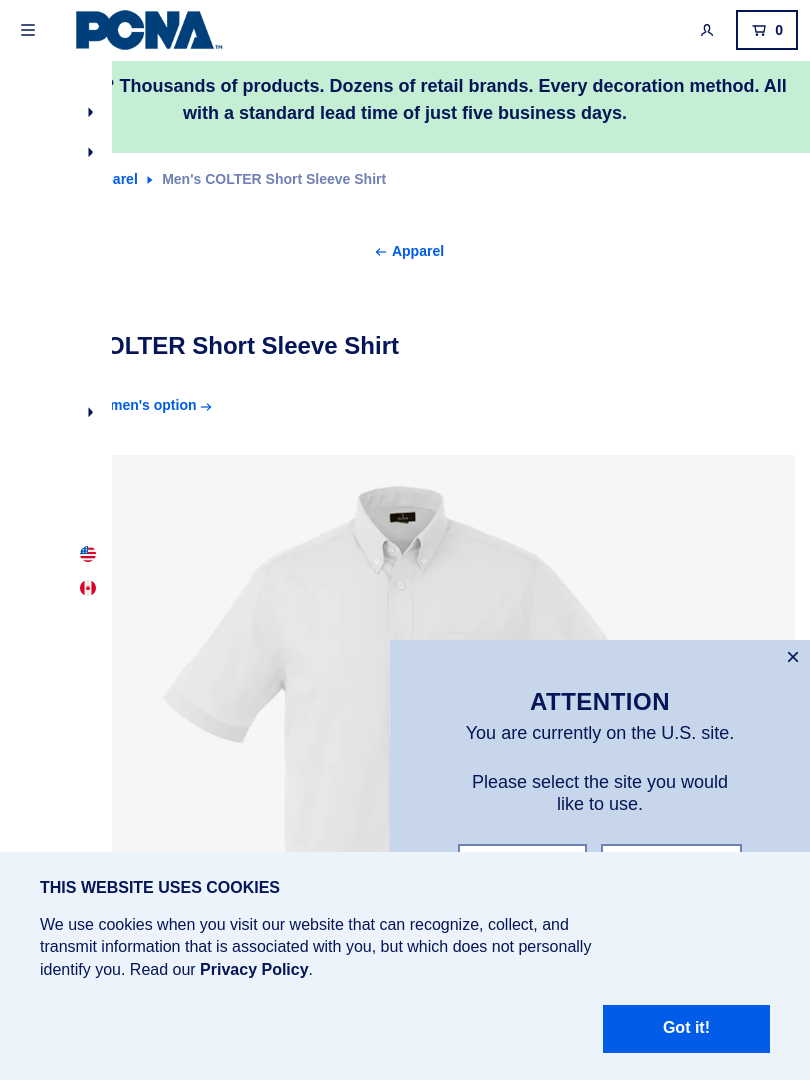 PCNA™
0
? Thousands of products. Dozens of retail brands. Every decoration method. All
with a standard lead time of just five business days.
arel Men's COLTER Short Sleeve Shirt
← Apparel
OLTER Short Sleeve Shirt
men's option →
ATTENTION
You are currently on the U.S. site.
Please select the site you would
like to use.
THIS WEBSITE USES COOKIES
We use cookies when you visit our website that can recognize, collect, and
transmit information that is associated with you, but which does not personally
identify you. Read our Privacy Policy.
Got it!